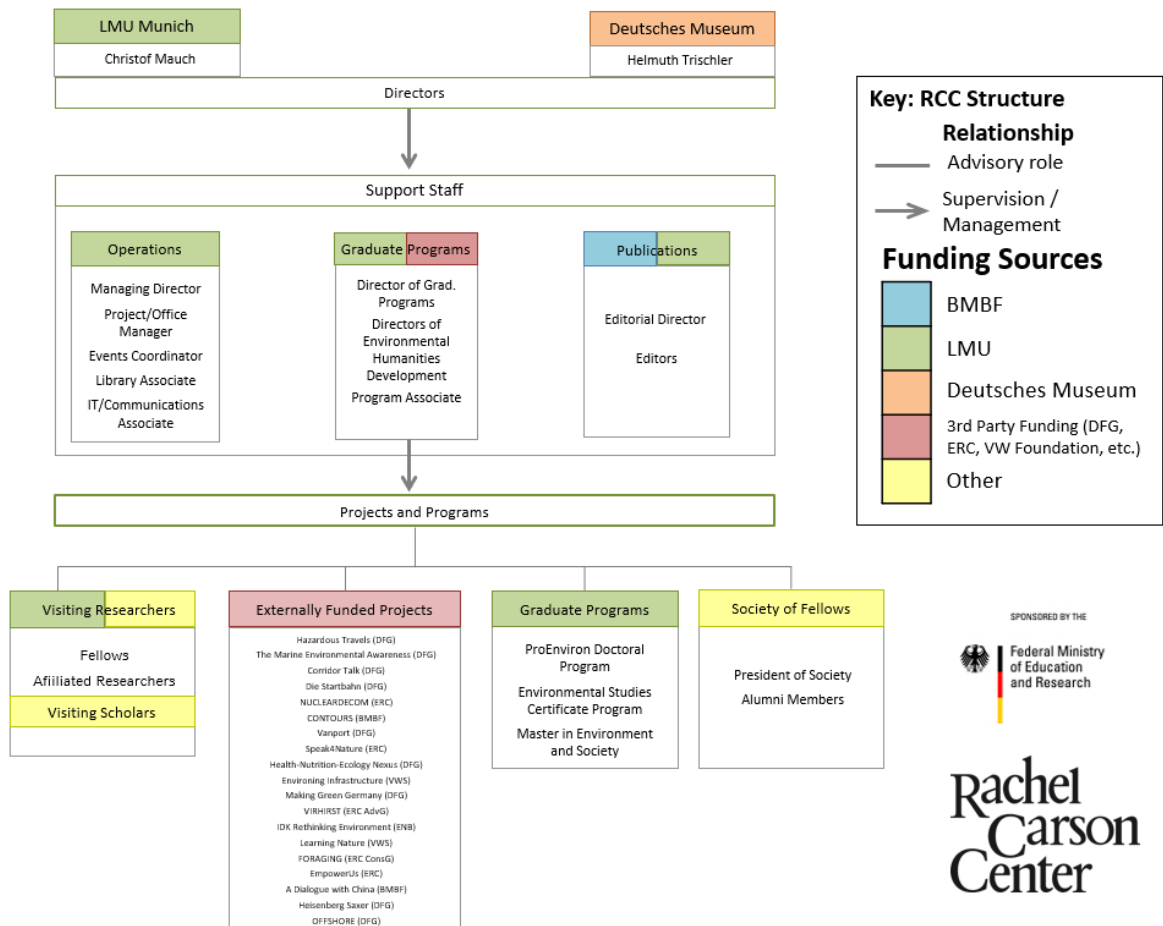 LMU Munich
Christof Mauch
Deutsches Museum
Helmuth Trischler
Directors
Support Staff
Operations
Managing Director
Project/Office
Manager
Events Coordinator
Library Associate
IT/Communications
Associate
Graduate Programs
Director of Grad.
Programs
Directors of
Environmental
Humanities
Development
Program Associate
Publications
Editorial Director
Editors
Projects and Programs
Visiting Researchers
Fellows
Afiiliated Researchers
Visiting Scholars
Externally Funded Projects
Hazardous Travels (DFG)
The Marine Environmental Awareness (DFG)
Corridor Talk (DFG)
Die Startbahn (DFG)
NUCLEARDECOM (ERC)
CONTOURS (BMBF)
Vanport (DFG)
Speak4Nature (ERC)
Health-Nutrition-Ecology Nexus (DFG)
Environing Infrastructure (VWS)
Making Green Germany (DFG)
VIRHIRST (ERC AdvG)
IDK Rethinking Environment (ENB)
Learning Nature (VWS)
FORAGING (ERC ConsG)
EmpowerUs (ERC)
A Dialogue with China (BMBF)
Heisenberg Saxer (DFG)
OFFSHORE (DFG)
Graduate Programs
ProEnviron Doctoral
Program
Environmental Studies
Certificate Program
Master in Environment
and Society
Society of Fellows
President of Society
Alumni Members
Key: RCC Structure
Relationship
Advisory role
Supervision /
Management
Funding Sources
BMBF
LMU
Deutsches Museum
3rd Party Funding (DFG,
ERC, VW Foundation, etc.)
Other
SPONSORED BY THE
Federal Ministry
of Education
and Research
Rachel
Carson
Center